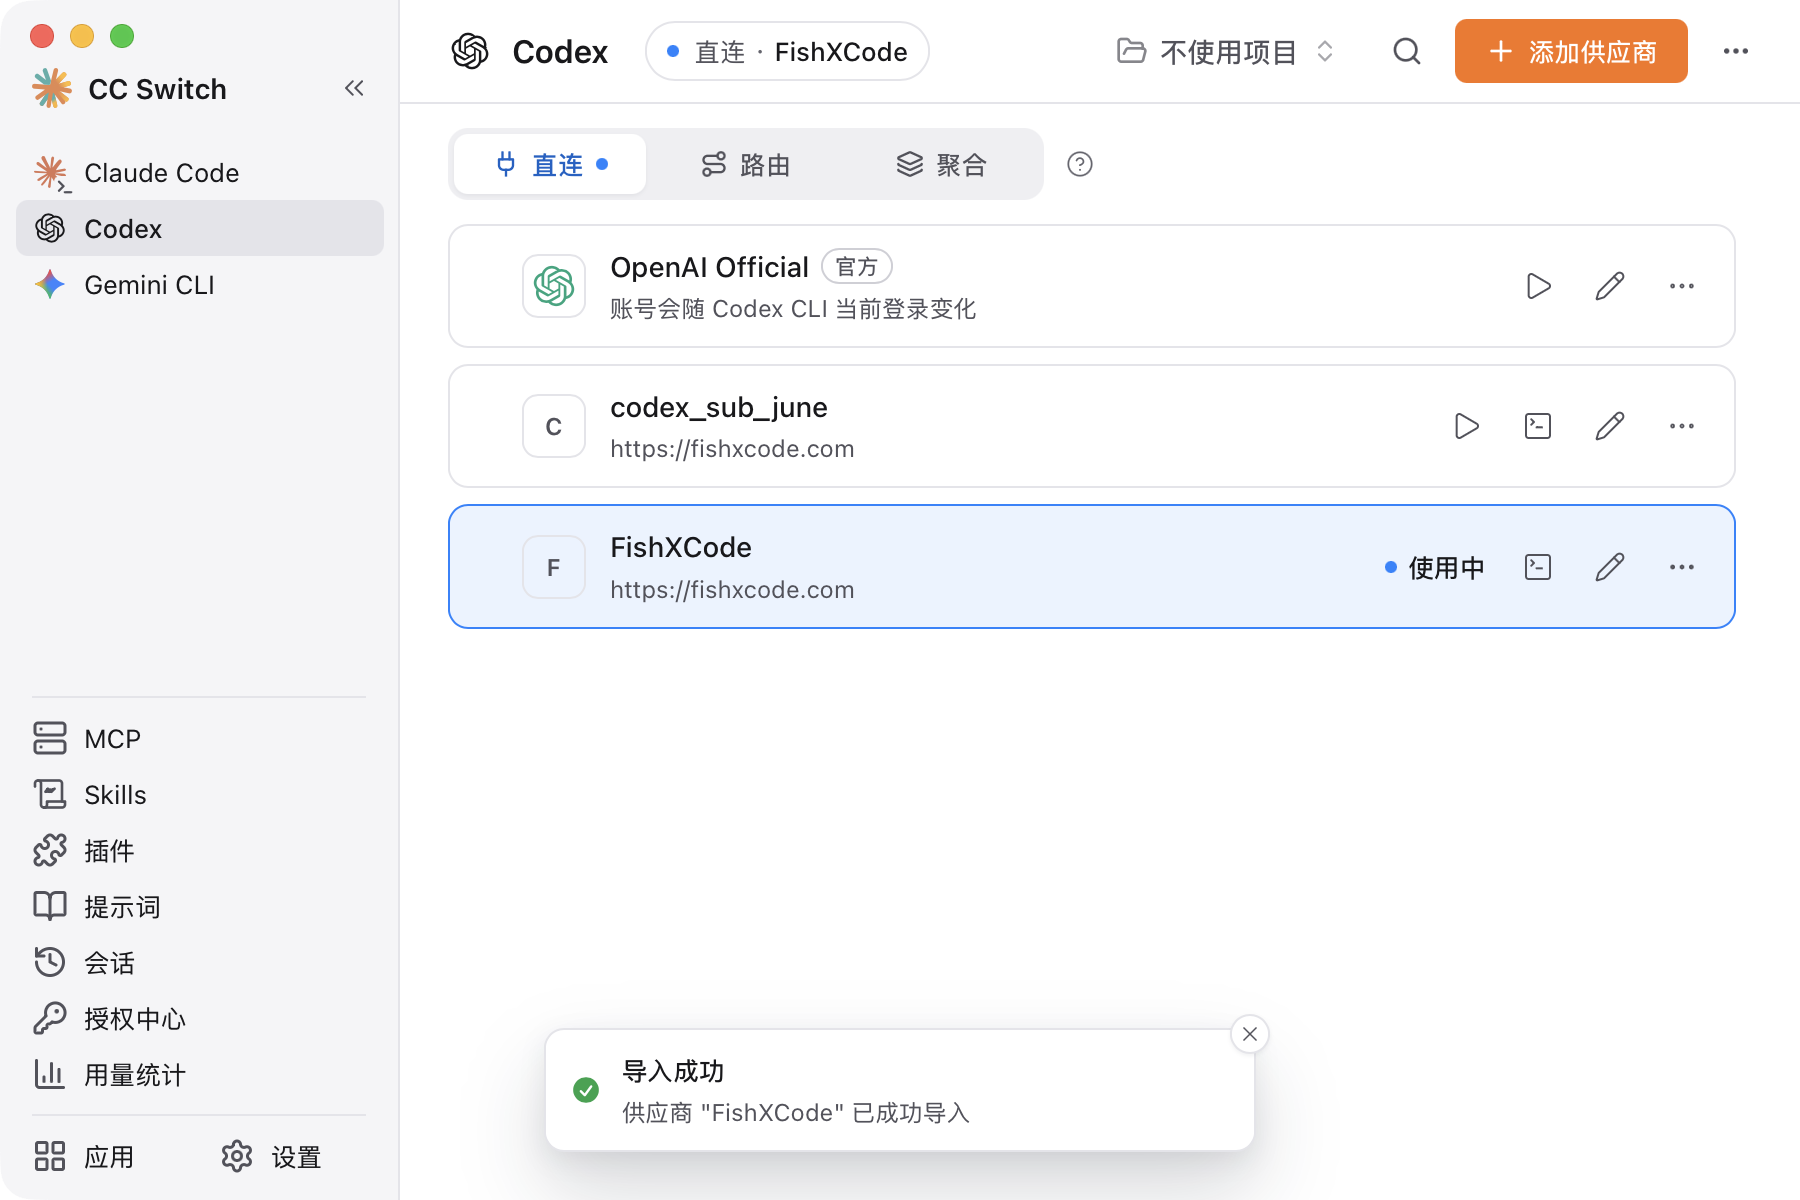 CC Switch
Claude Code
Codex
Gemini CLI
MCP
Skills
插件
提示词
会话
授权中心
用量统计
应用
设置
Codex
直连 · FishXCode
不使用项目
添加供应商
直连
路由
聚合
OpenAI Official 官方
账号会随 Codex CLI 当前登录变化
C
codex_sub_june
https://fishxcode.com
F
FishXCode
https://fishxcode.com
使用中
导入成功
供应商 "FishXCode" 已成功导入